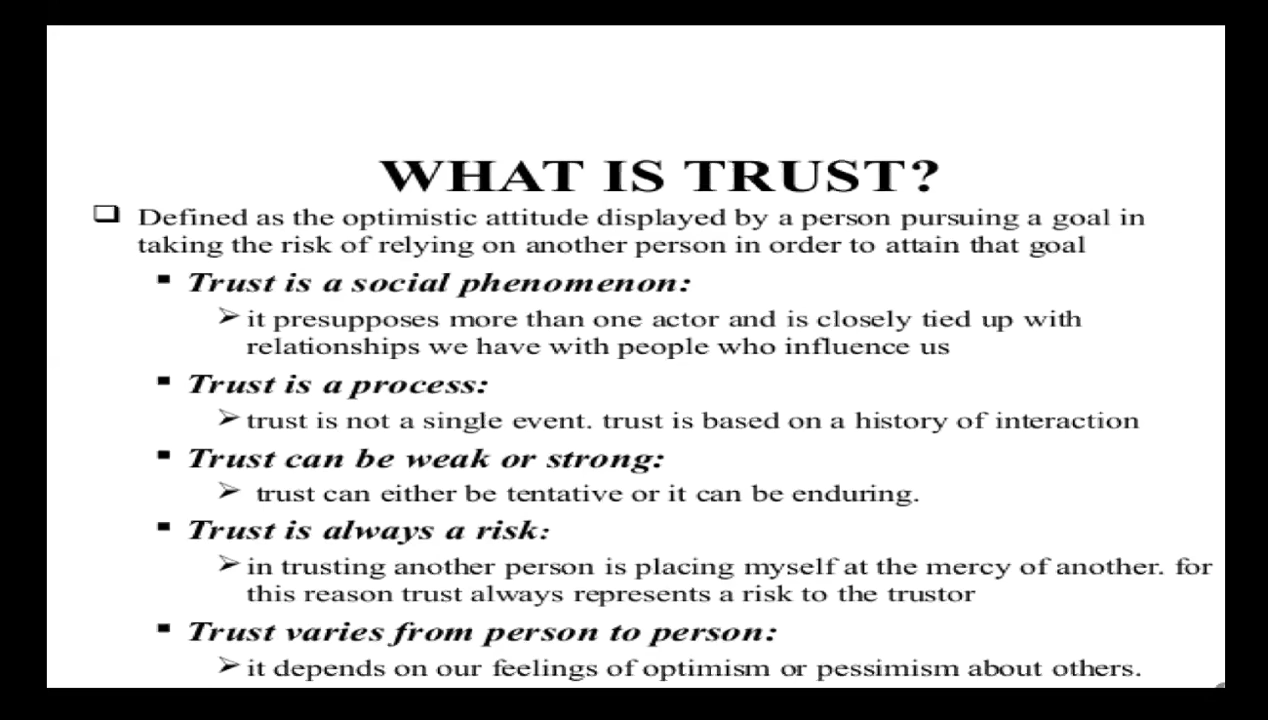 WHAT IS TRUST?
Defined as the optimistic attitude displayed by a person pursuing a goal in
taking the risk of relying on another person in order to attain that goal
Trust is a social phenomenon:
it presupposes more than one actor and is closely tied up with
relationships we have with people who influence us
Trust is a process:
trust is not a single event. trust is based on a history of interaction
Trust can be weak or strong:
trust can either be tentative or it can be enduring.
Trust is always a risk:
in trusting another person is placing myself at the mercy of another. for
this reason trust always represents a risk to the trustor
Trust varies from person to person:
it depends on our feelings of optimism or pessimism about others.